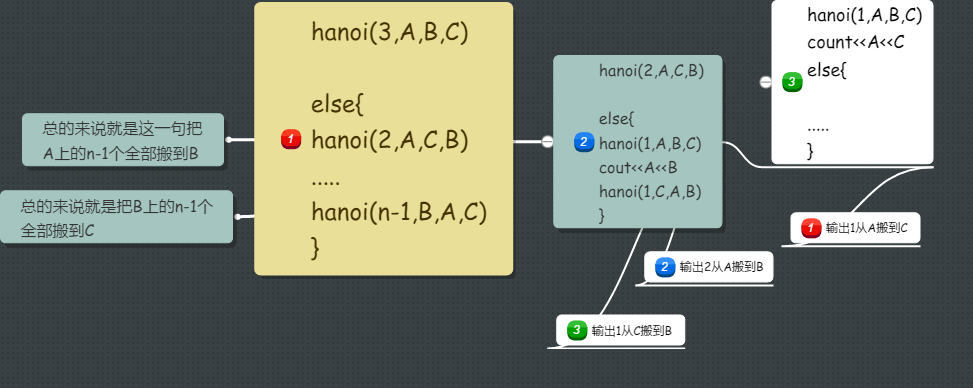 总的来说就是这一句把
A上的n-1个全部搬到B
总的来说就是把B上的n-1个
全部搬到C
hanoi(3,A,B,C)
else{
1
hanoi(2,A,C,B)
.....
hanoi(n-1,B,A,C)
}
hanoi(2,A,C,B)
else{
2
hanoi(1,A,B,C)
cout<<A<<B
hanoi(1,C,A,B)
}
hanoi(1,A,B,C)
count<<A<<C
3
else{
.....
}
1 输出1从A搬到C
2 输出2从A搬到B
3 输出1从C搬到B